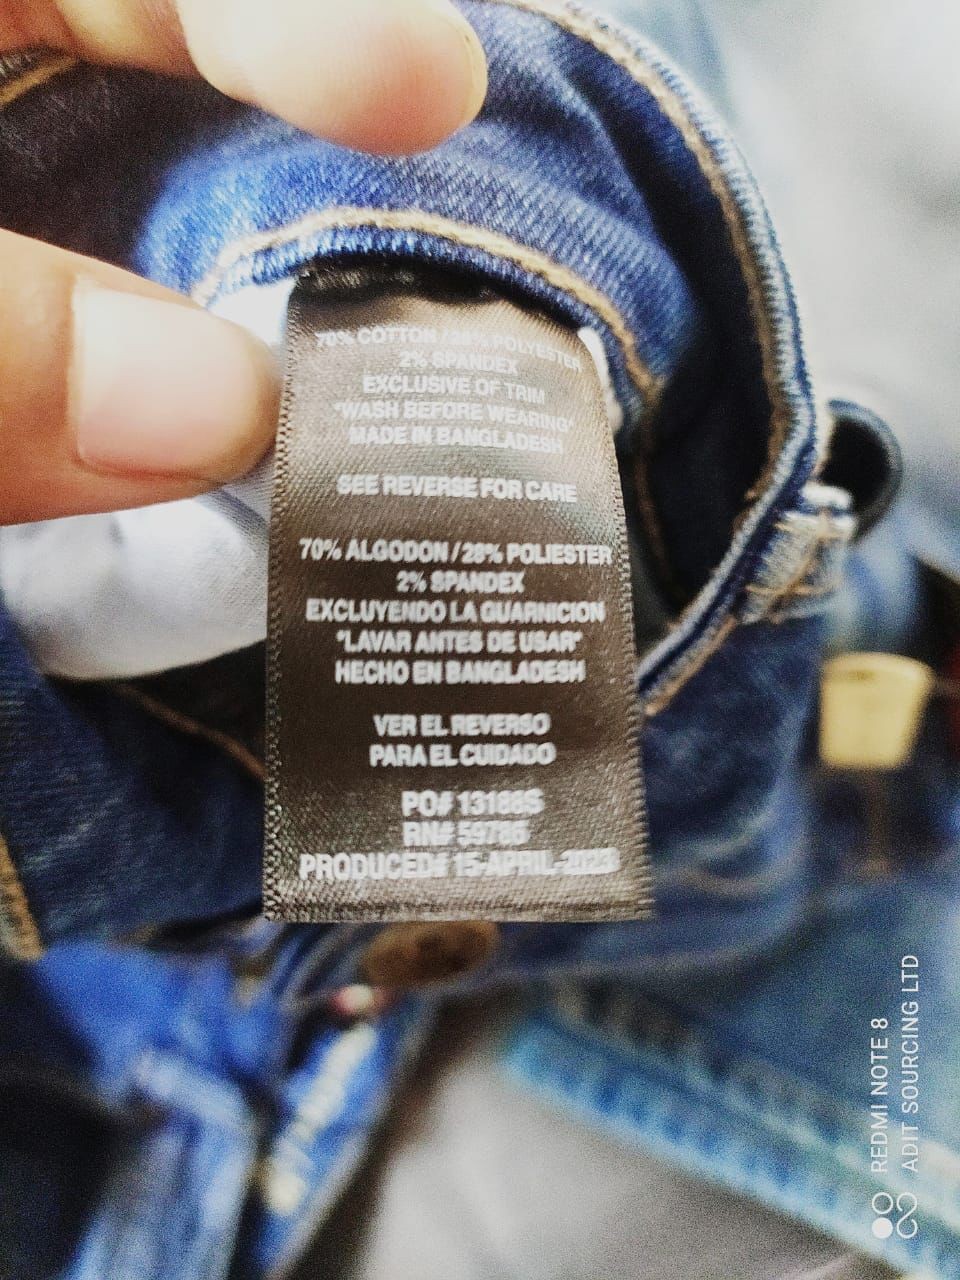 70% COTTON / 28% POLYESTER
2% SPANDEX
EXCLUSIVE OF TRIM
"WASH BEFORE WEARING"
MADE IN BANGLADESH
SEE REVERSE FOR CARE
70% ALGODON / 28% POLIESTER
2% SPANDEX
EXCLUYENDO LA GUARNICION
"LAVAR ANTES DE USAR"
HECHO EN BANGLADESH
VER EL REVERSO
PARA EL CUIDADO
PO# 13188S
RN# 59785
PRODUCED# 15-APRIL-2023
REDMI NOTE 8
ADIT SOURCING LTD